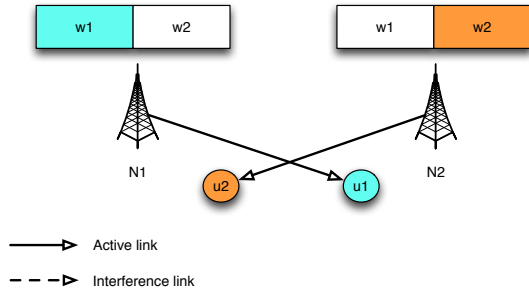 w1 w2 w1 w2
N1 N2
u2 u1
Active link
Interference link